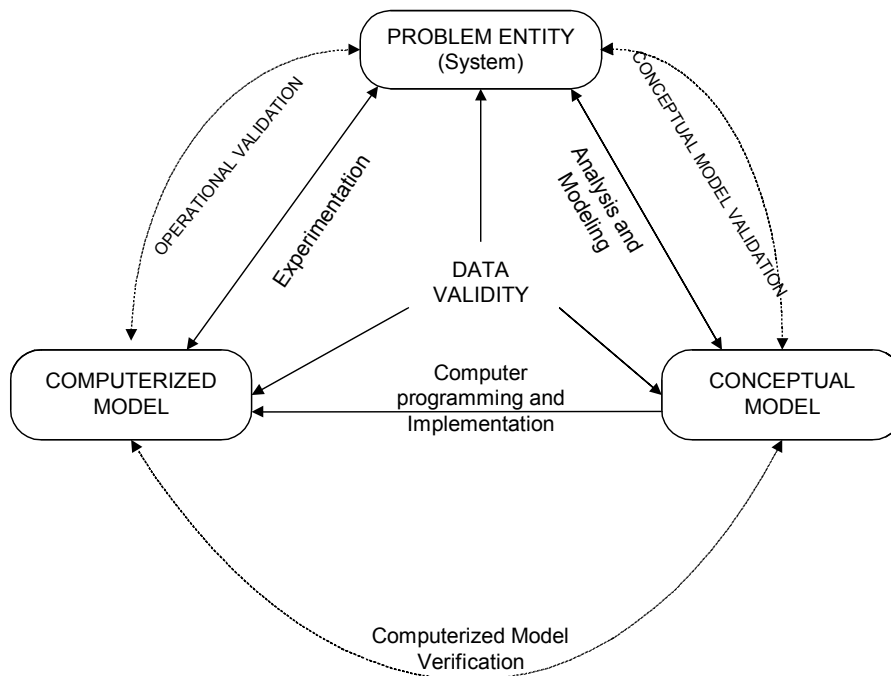 PROBLEM ENTITY
(System)
OPERATIONAL VALIDATION
Experimentation
Analysis and
Modeling
CONCEPTUAL MODEL VALIDATION
DATA
VALIDITY
COMPUTERIZED
MODEL
Computer
programming and
Implementation
CONCEPTUAL
MODEL
Computerized Model
Verification